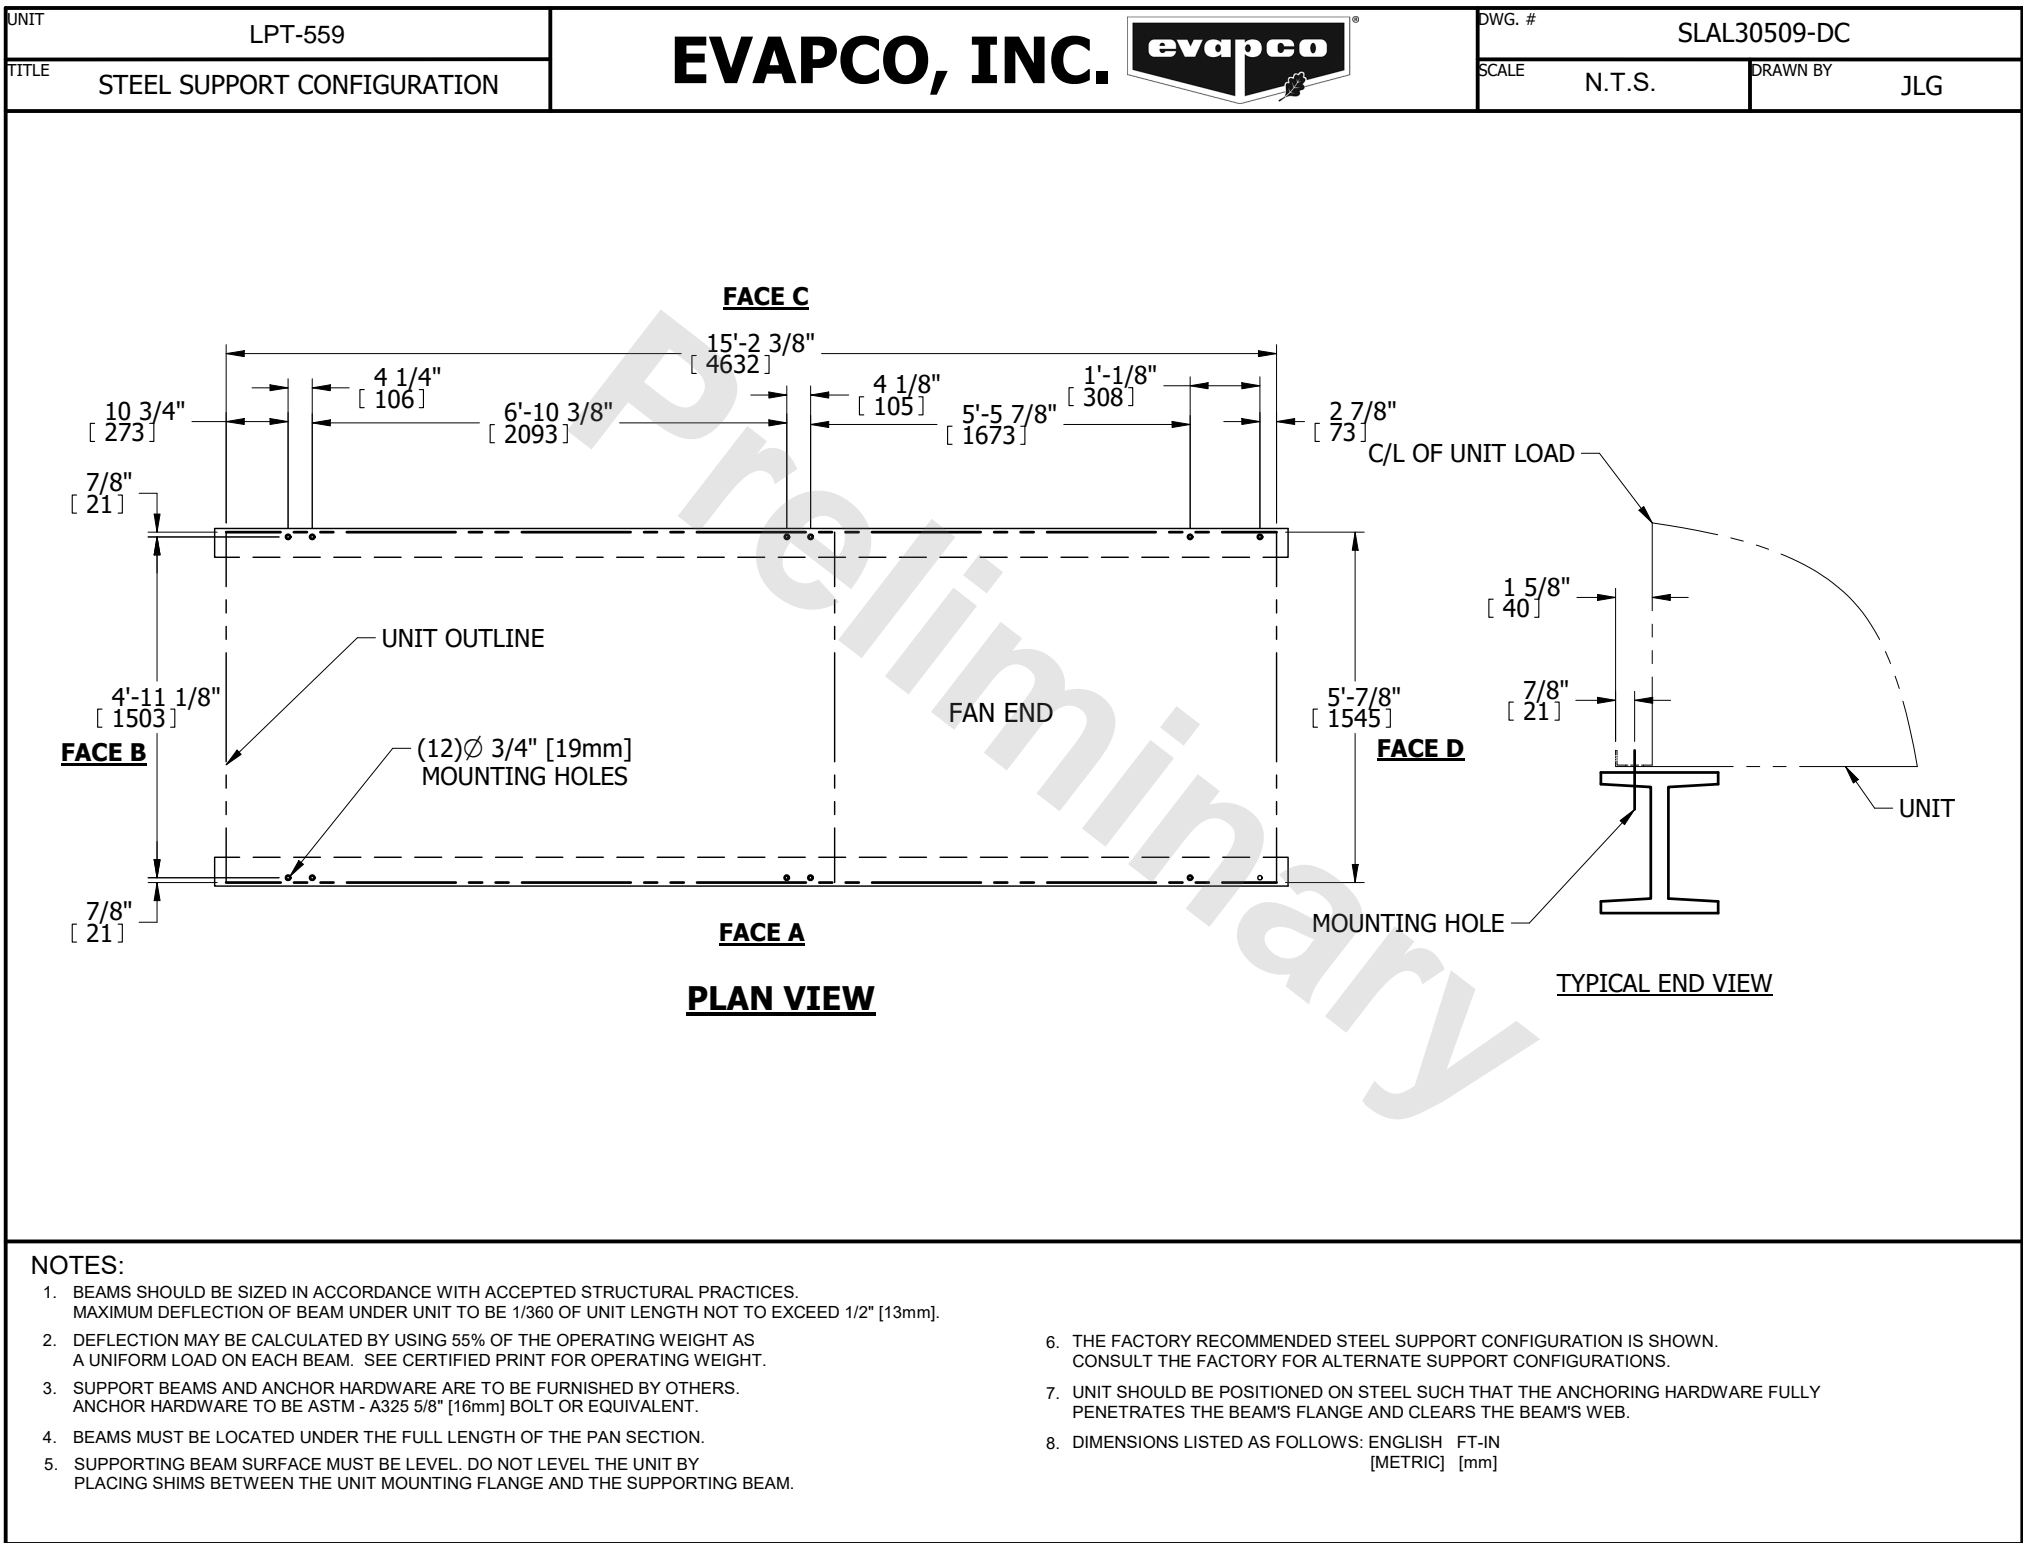 UNIT
LPT-559
TITLE
STEEL SUPPORT CONFIGURATION
EVAPCO, INC.
evapco
®
DWG. #
SLAL30509-DC
SCALE
N.T.S.
DRAWN BY
JLG
FACE C
15'-2 3/8"
[ 4632]
4 1/4"
[ 106]
4 1/8"
[ 105]
1'-1/8"
[ 308]
10 3/4"
[ 273]
6'-10 3/8"
[ 2093]
5'-5 7/8"
[ 1673]
2 7/8"
[ 73]
C/L OF UNIT LOAD
7/8"
[ 21]
1 5/8"
[ 40]
UNIT OUTLINE
4'-11 1/8"
[ 1503]
FACE B
FAN END
5'-7/8"
[ 1545]
FACE D
7/8"
[ 21]
(12)Ø 3/4" [19mm]
MOUNTING HOLES
UNIT
7/8"
[ 21]
FACE A
MOUNTING HOLE
PLAN VIEW
TYPICAL END VIEW
Preliminary
NOTES:
1. BEAMS SHOULD BE SIZED IN ACCORDANCE WITH ACCEPTED STRUCTURAL PRACTICES.
MAXIMUM DEFLECTION OF BEAM UNDER UNIT TO BE 1/360 OF UNIT LENGTH NOT TO EXCEED 1/2" [13mm].
2. DEFLECTION MAY BE CALCULATED BY USING 55% OF THE OPERATING WEIGHT AS
A UNIFORM LOAD ON EACH BEAM. SEE CERTIFIED PRINT FOR OPERATING WEIGHT.
3. SUPPORT BEAMS AND ANCHOR HARDWARE ARE TO BE FURNISHED BY OTHERS.
ANCHOR HARDWARE TO BE ASTM - A325 5/8" [16mm] BOLT OR EQUIVALENT.
4. BEAMS MUST BE LOCATED UNDER THE FULL LENGTH OF THE PAN SECTION.
5. SUPPORTING BEAM SURFACE MUST BE LEVEL. DO NOT LEVEL THE UNIT BY
PLACING SHIMS BETWEEN THE UNIT MOUNTING FLANGE AND THE SUPPORTING BEAM.
6. THE FACTORY RECOMMENDED STEEL SUPPORT CONFIGURATION IS SHOWN.
CONSULT THE FACTORY FOR ALTERNATE SUPPORT CONFIGURATIONS.
7. UNIT SHOULD BE POSITIONED ON STEEL SUCH THAT THE ANCHORING HARDWARE FULLY
PENETRATES THE BEAM'S FLANGE AND CLEARS THE BEAM'S WEB.
8. DIMENSIONS LISTED AS FOLLOWS: ENGLISH FT-IN
[METRIC] [mm]